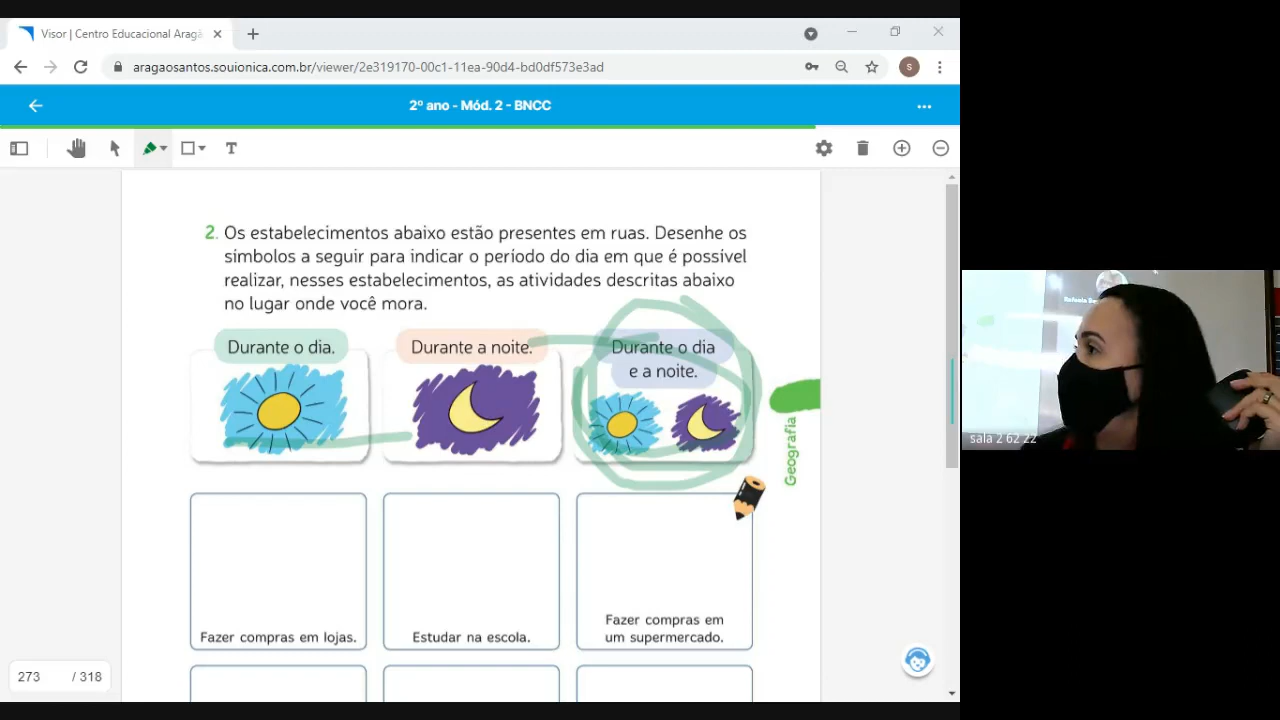 Visor | Centro Educacional Aragã
aragaosantos.souionica.com.br/viewer/2e319170-00c1-11ea-90d4-bd0df573e3ad
S
2º ano - Mód. 2 - BNCC
T
2. Os estabelecimentos abaixo estão presentes em ruas. Desenhe os
símbolos a seguir para indicar o período do dia em que é possível
realizar, nesses estabelecimentos, as atividades descritas abaixo
no lugar onde você mora.
Durante o dia.
Durante a noite.
Durante o dia
e a noite.
Geografia
Fazer compras em lojas.
Estudar na escola.
Fazer compras em
um supermercado.
273 / 318
sala 2 62 22